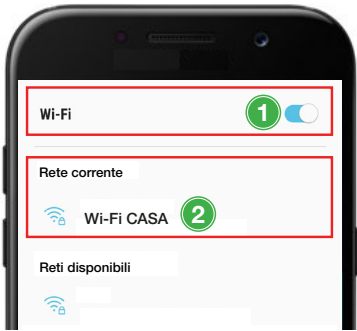 Wi-Fi
1
Rete corrente
Wi-Fi CASA
2
Reti disponibili